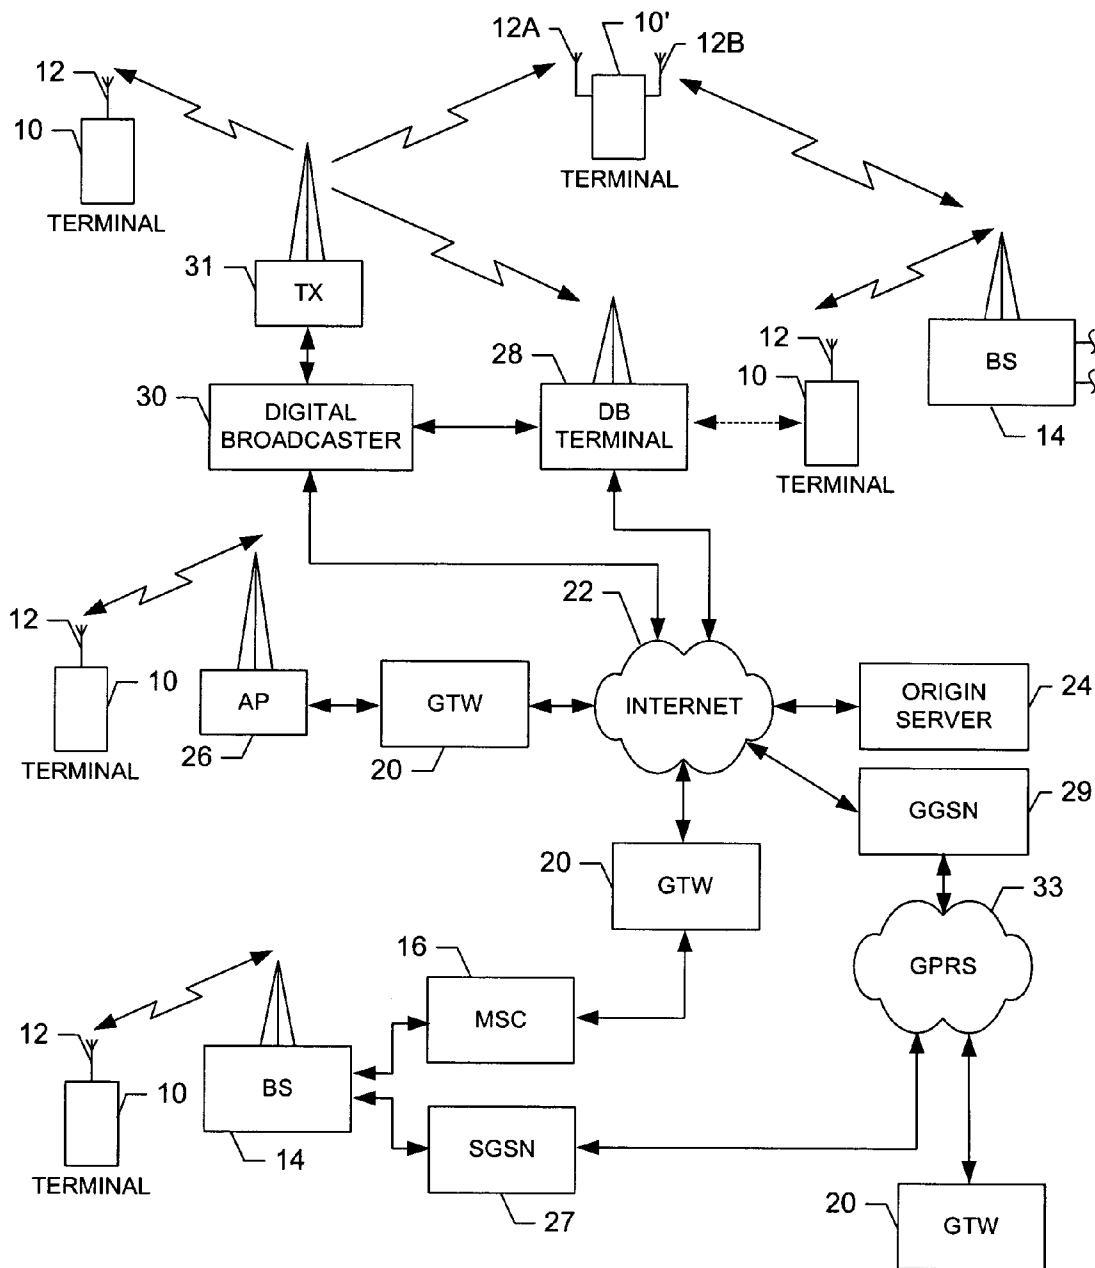 12A
10'
12B
12
10
TERMINAL
TERMINAL
31
TX
28
12
BS
30
DIGITAL
BROADCASTER
DB
TERMINAL
10
14
TERMINAL
12
22
10
AP
GTW
INTERNET
ORIGIN
SERVER
24
TERMINAL
26
20
GGSN
29
20
GTW
33
16
GPRS
MSC
12
10
BS
14
SGSN
TERMINAL
27
20
GTW